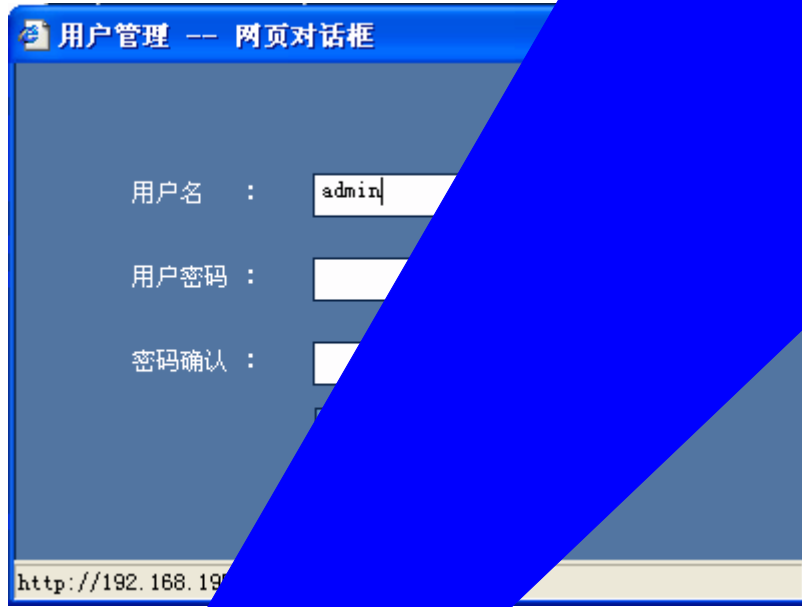 用户管理 -- 网页对话框
用户名 : admin
用户密码 :
密码确认 :
http://192.168.19